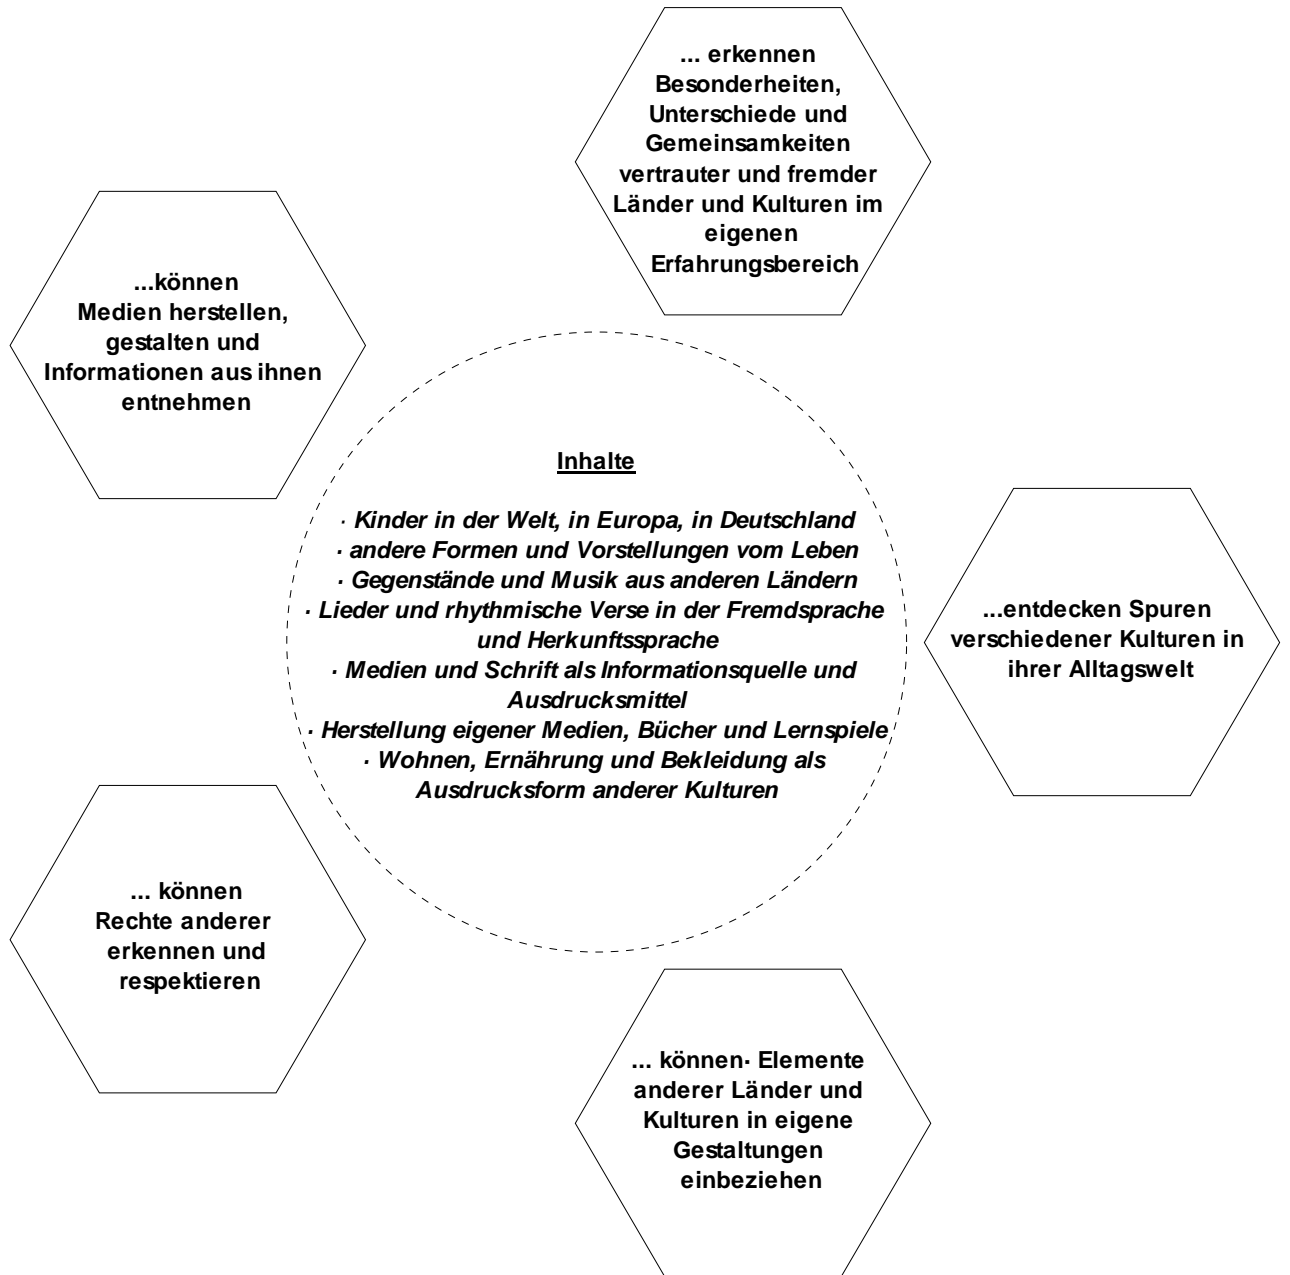 ... erkennen
Besonderheiten,
Unterschiede und
Gemeinsamkeiten
vertrauter und fremder
Länder und Kulturen im
eigenen
Erfahrungsbereich
...können
Medien herstellen,
gestalten und
Informationen aus ihnen
entnehmen
Inhalte
· Kinder in der Welt, in Europa, in Deutschland
· andere Formen und Vorstellungen vom Leben
· Gegenstände und Musik aus anderen Ländern
· Lieder und rhythmische Verse in der Fremdsprache
und Herkunftssprache
· Medien und Schrift als Informationsquelle und
Ausdrucksmittel
· Herstellung eigener Medien, Bücher und Lernspiele
· Wohnen, Ernährung und Bekleidung als
Ausdrucksform anderer Kulturen
...entdecken Spuren
verschiedener Kulturen in
ihrer Alltagswelt
... können
Rechte anderer
erkennen und
respektieren
... können· Elemente
anderer Länder und
Kulturen in eigene
Gestaltungen
einbeziehen